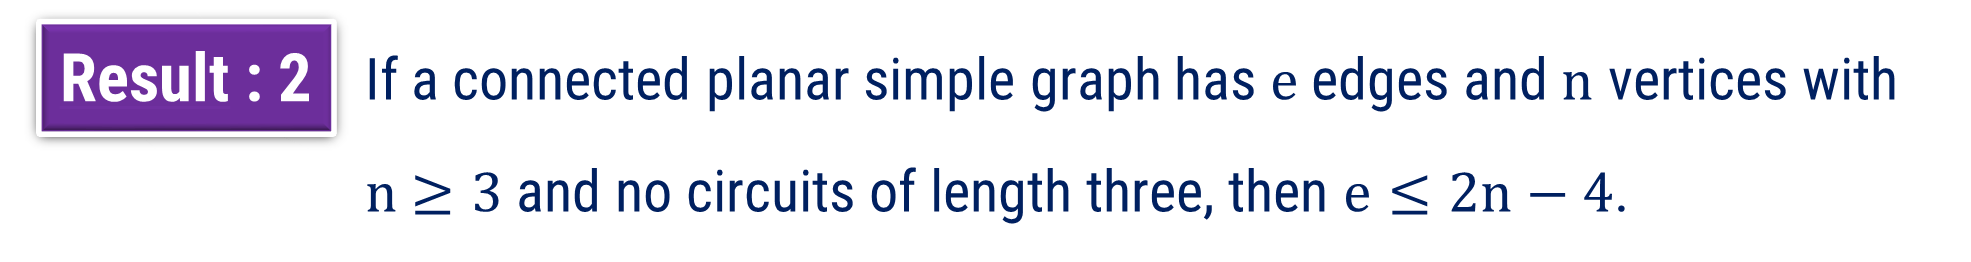 Result : 2 If a connected planar simple graph has e edges and n vertices with
n ≥ 3 and no circuits of length three, then e ≤ 2n − 4.